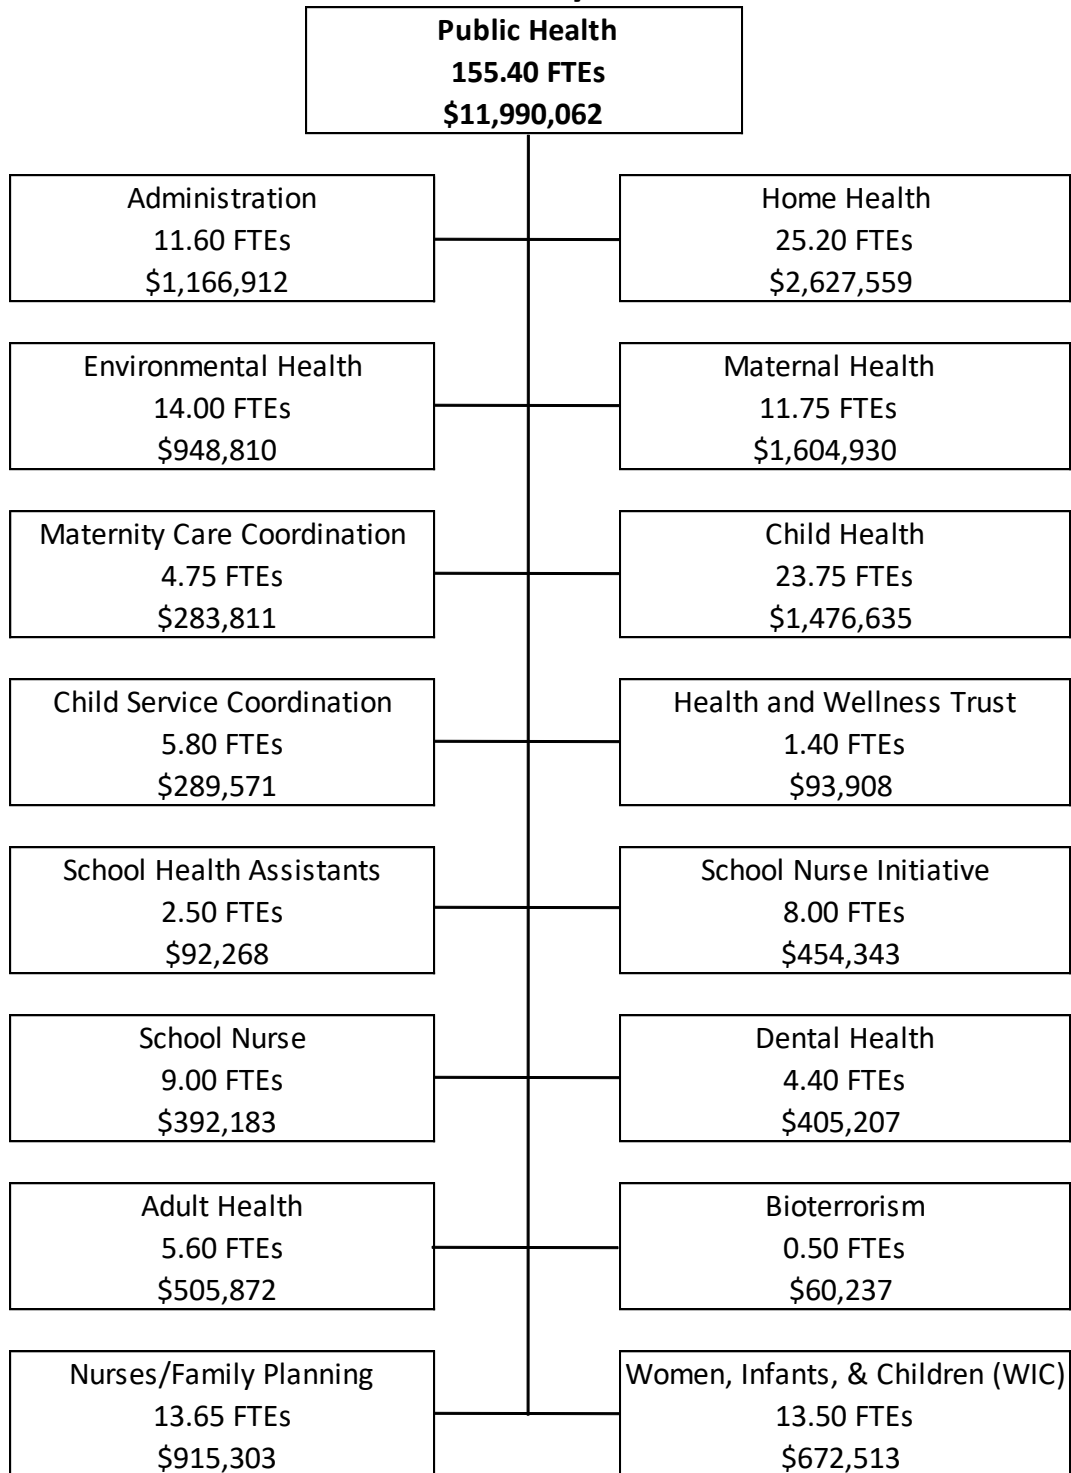 Public Health
155.40 FTEs
$11,990,062
Administration
11.60 FTEs
$1,166,912
Home Health
25.20 FTEs
$2,627,559
Environmental Health
14.00 FTEs
$948,810
Maternal Health
11.75 FTEs
$1,604,930
Maternity Care Coordination
4.75 FTEs
$283,811
Child Health
23.75 FTEs
$1,476,635
Child Service Coordination
5.80 FTEs
$289,571
Health and Wellness Trust
1.40 FTEs
$93,908
School Health Assistants
2.50 FTEs
$92,268
School Nurse Initiative
8.00 FTEs
$454,343
School Nurse
9.00 FTEs
$392,183
Dental Health
4.40 FTEs
$405,207
Adult Health
5.60 FTEs
$505,872
Bioterrorism
0.50 FTEs
$60,237
Nurses/Family Planning
13.65 FTEs
$915,303
Women, Infants, & Children (WIC)
13.50 FTEs
$672,513